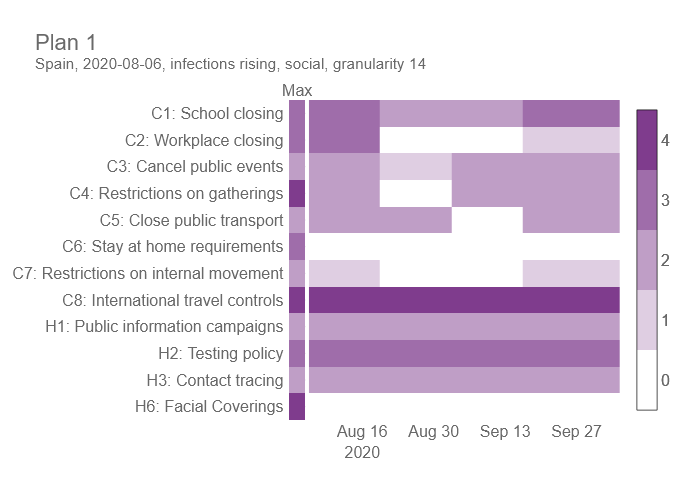 Plan 1
Spain, 2020-08-06, infections rising, social, granularity 14
Max
C1: School closing
C2: Workplace closing
C3: Cancel public events
C4: Restrictions on gatherings
C5: Close public transport
C6: Stay at home requirements
C7: Restrictions on internal movement
C8: International travel controls
H1: Public information campaigns
H2: Testing policy
H3: Contact tracing
H6: Facial Coverings
Aug 16 Aug 30 Sep 13 Sep 27
2020
4
3
2
1
0